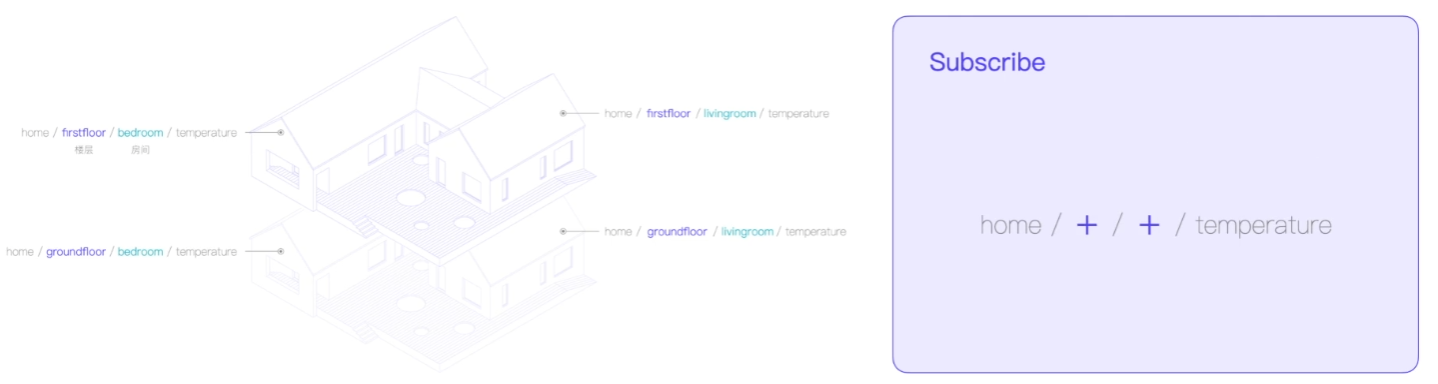 home / firstfloor / bedroom / temperature
楼层 房间
home / firstfloor / livingroom / temperature
home / groundfloor / bedroom / temperature
home / groundfloor / livingroom / temperature
Subscribe
home / + / + / temperature